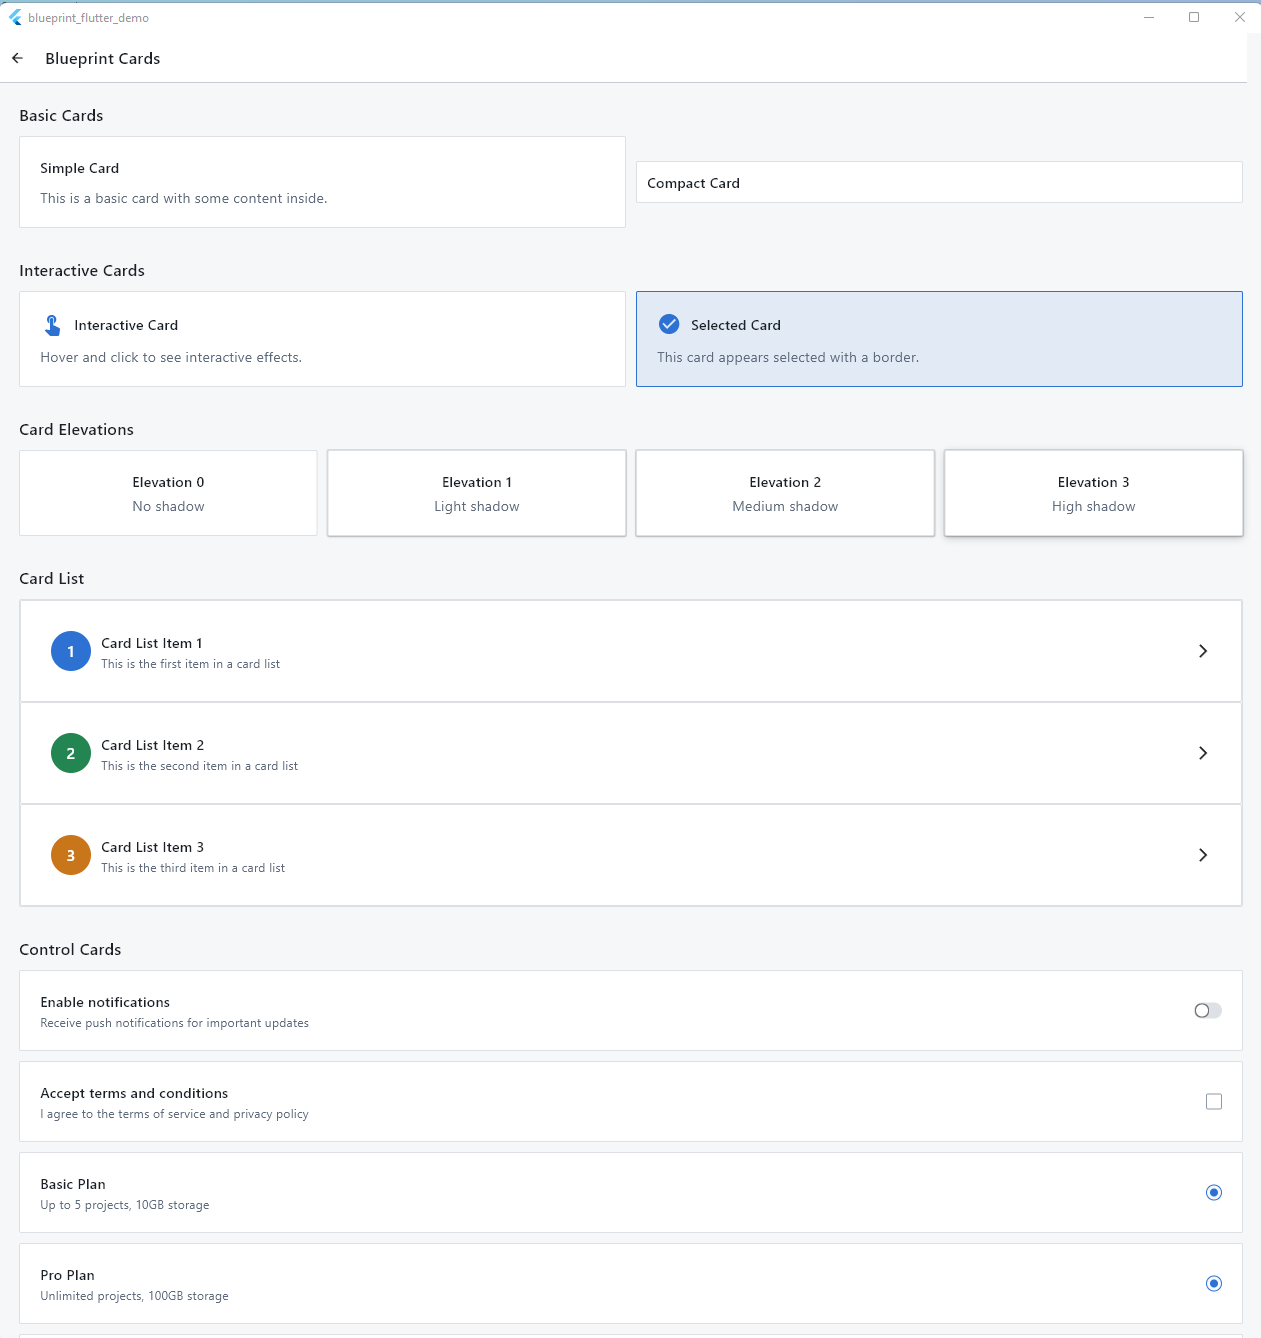 blueprint_flutter_demo
Blueprint Cards
Basic Cards
Simple Card
This is a basic card with some content inside.
Compact Card
Interactive Cards
Interactive Card
Hover and click to see interactive effects.
Selected Card
This card appears selected with a border.
Card Elevations
Elevation 0
No shadow
Elevation 1
Light shadow
Elevation 2
Medium shadow
Elevation 3
High shadow
Card List
1
Card List Item 1
This is the first item in a card list
2
Card List Item 2
This is the second item in a card list
3
Card List Item 3
This is the third item in a card list
Control Cards
Enable notifications
Receive push notifications for important updates
Accept terms and conditions
I agree to the terms of service and privacy policy
Basic Plan
Up to 5 projects, 10GB storage
Pro Plan
Unlimited projects, 100GB storage